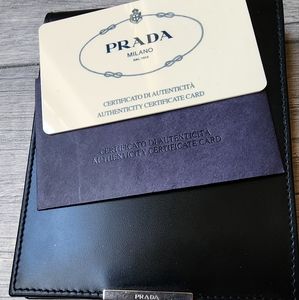 PRADA
MILANO
DAL 1913
CERTIFICATO DI AUTENTICITÀ
AUTHENTICITY CERTIFICATE CARD
CERTIFICATO DI AUTENTICITÀ
AUTHENTICITY CERTIFICATE CARD
PRADA